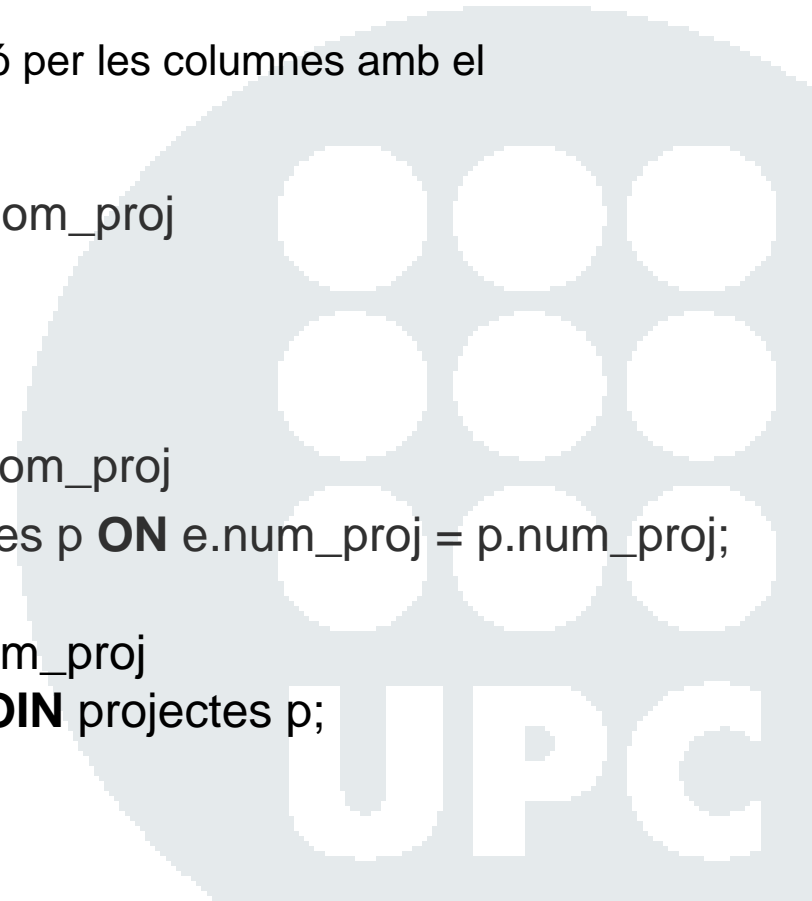 ó per les columnes amb el
om_proj
om_proj
es p ON e.num_proj = p.num_proj;
m_proj
OIN projectes p;
UPC